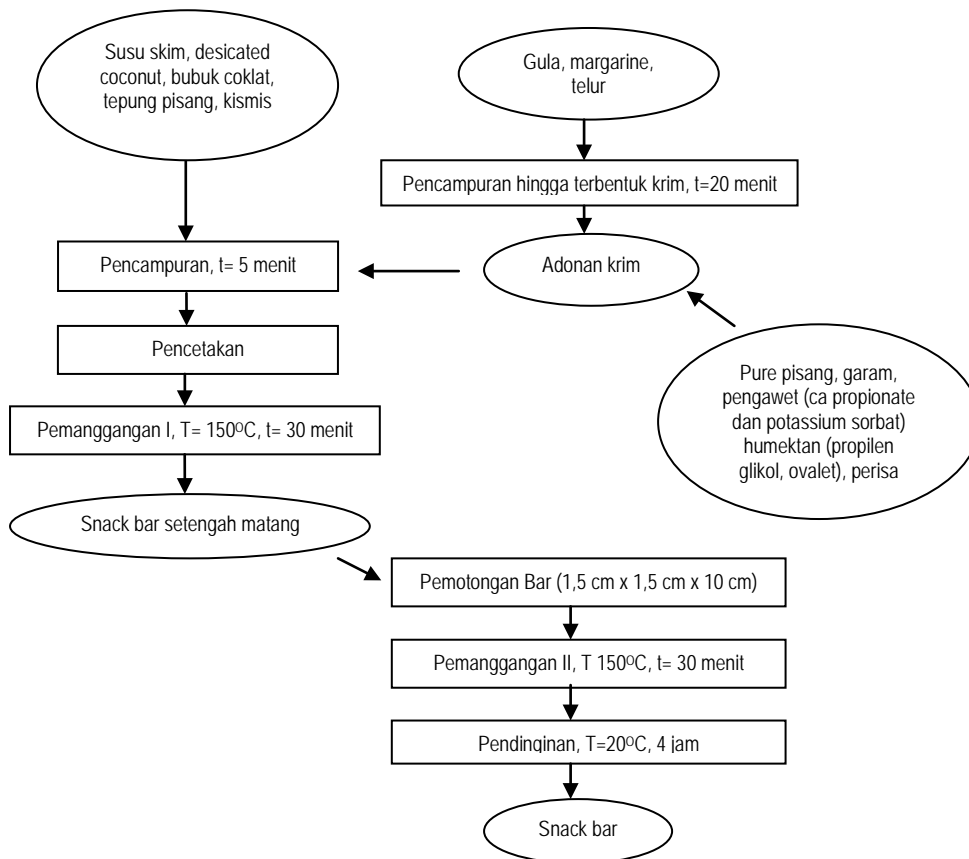 Susu skim, desicated
coconut, bubuk coklat,
tepung pisang, kismis
Gula, margarine,
telur
Pencampuran hingga terbentuk krim, t=20 menit
Adonan krim
Pencampuran, t= 5 menit
Pencetakan
Pure pisang, garam,
pengawet (ca propionate
dan potassium sorbat)
humektan (propilen
glikol, ovalet), perisa
Pemanggangan I, T= 150⁰C, t= 30 menit
Snack bar setengah matang
Pemotongan Bar (1,5 cm x 1,5 cm x 10 cm)
Pemanggangan II, T 150⁰C, t= 30 menit
Pendinginan, T=20⁰C, 4 jam
Snack bar